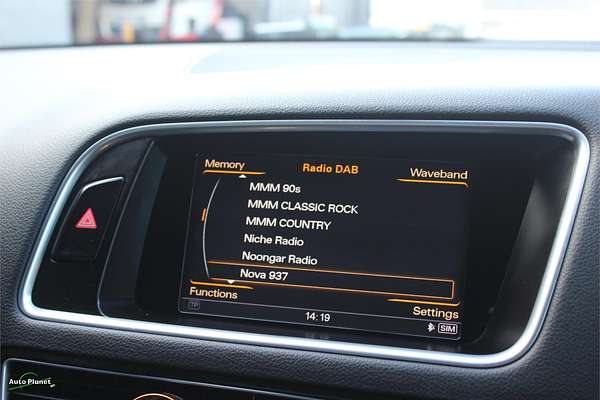 Memory
Radio DAB
Waveband
MMM 90s
MMM CLASSIC ROCK
MMM COUNTRY
Niche Radio
Noongar Radio
Nova 937
Functions
Settings
TP
14:19
SIM
Auto Planet